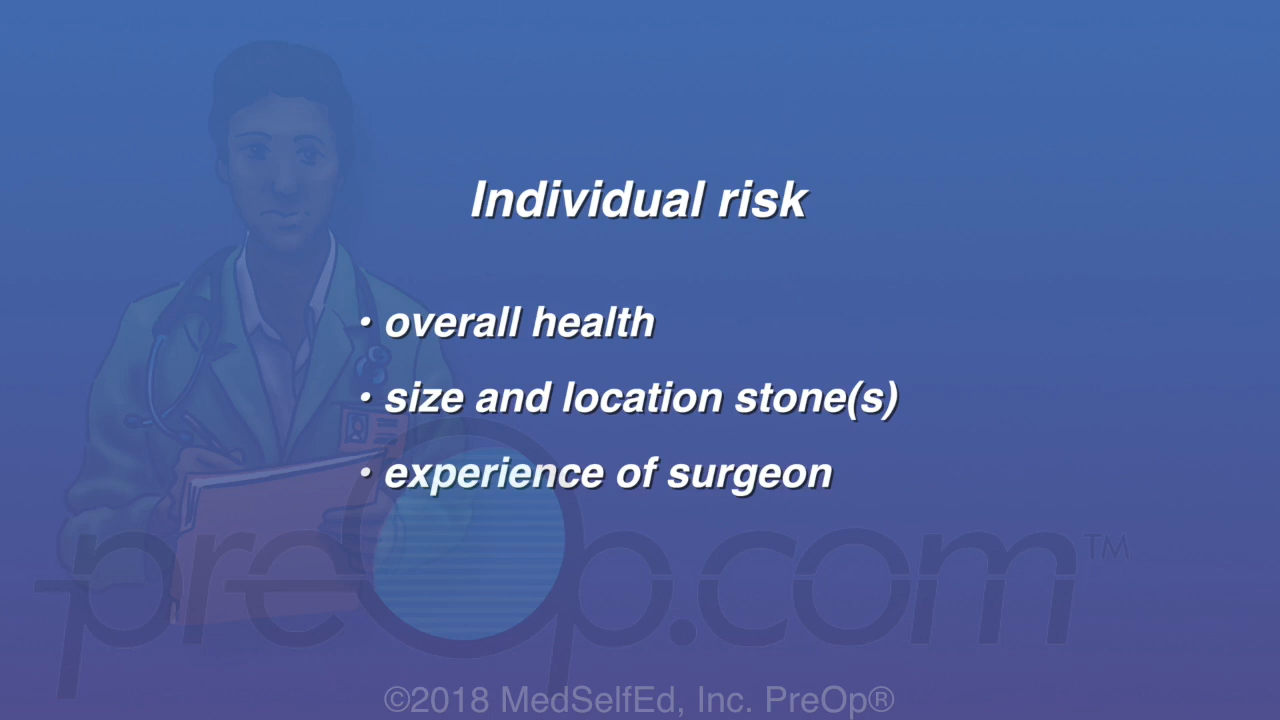 Individual risk
• overall health
• size and location stone(s)
• experience of surgeon
preOp.com™
©2018 MedSelfEd, Inc. PreOp®